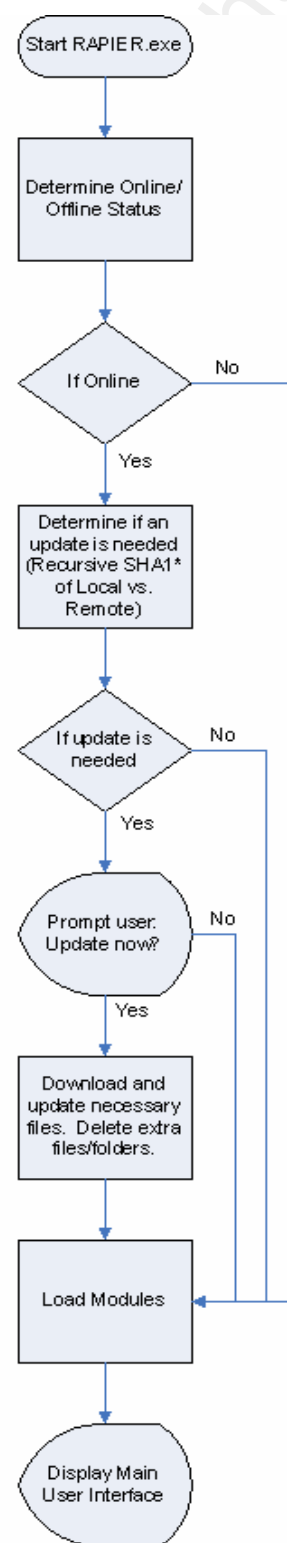 Start RAPIER.exe
Determine Online/
Offline Status
If Online
No
Yes
Determine if an
update is needed
(Recursive SHA1*
of Local vs.
Remote)
If update is
needed
No
Yes
Prompt user:
Update now?
No
Yes
Download and
update necessary
files. Delete extra
files/folders.
Load Modules
Display Main
User Interface